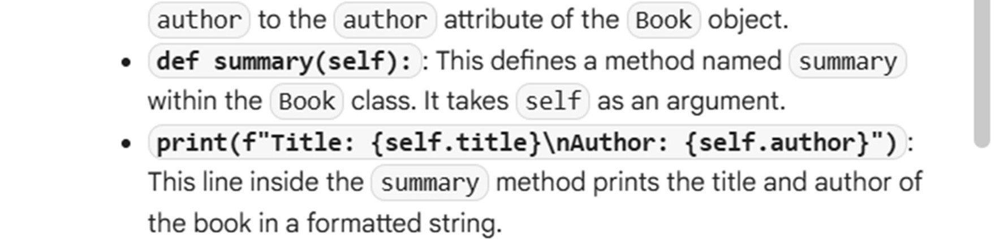 author to the author attribute of the Book object.
• def summary(self):: This defines a method named summary
within the Book class. It takes self as an argument.
• print(f"Title: {self.title}\nAuthor: {self.author}"):
This line inside the summary method prints the title and author of
the book in a formatted string.